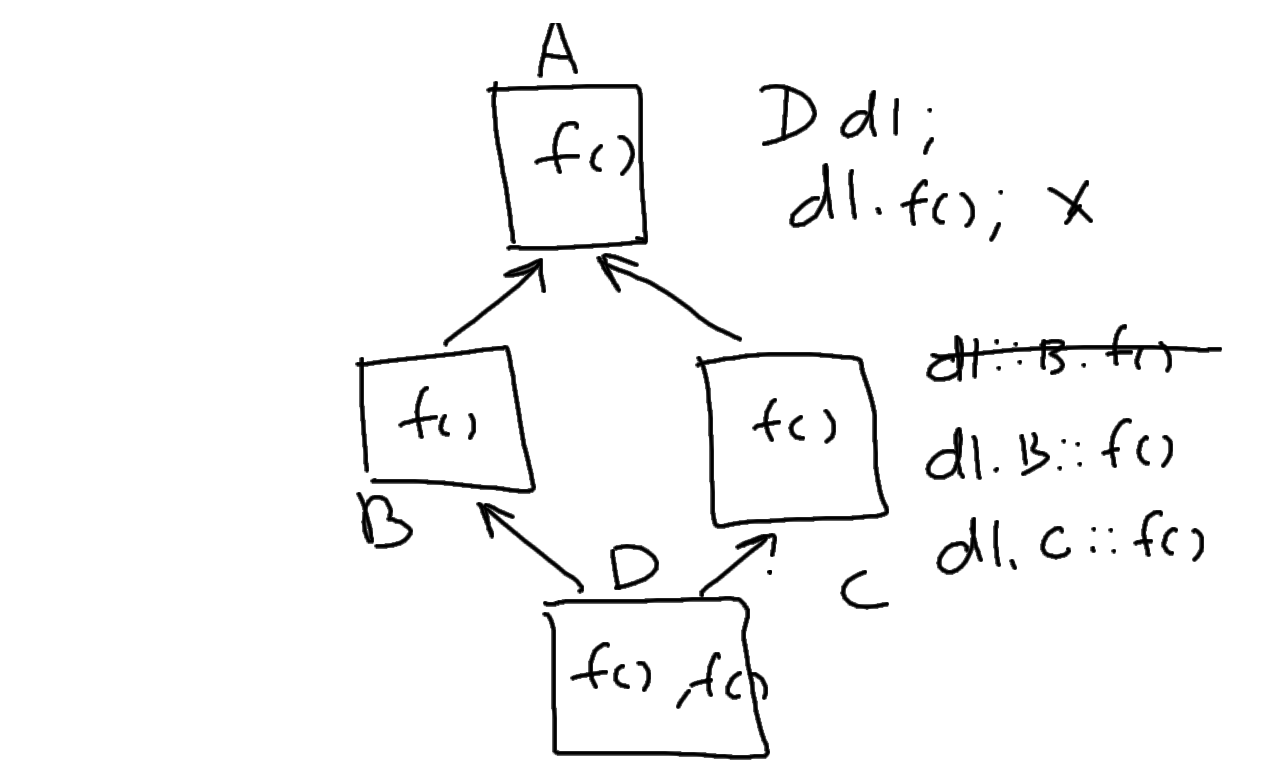 A
f()
D d1;
d1.f(); X
f()
B
f()
C
d1::B.f()
d1.B::f()
d1.C::f()
D
f(), f()